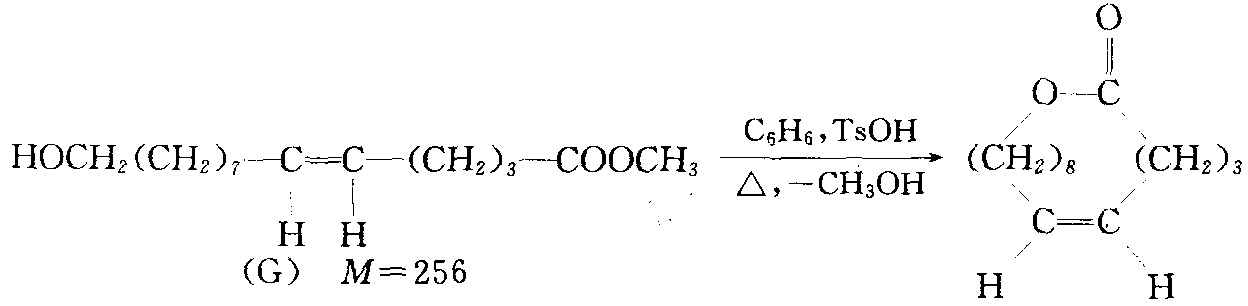 O
O—C
C₆H₆,TsOH
HOCH₂(CH₂)₇—C=C—(CH₂)₃—COOCH₃ (CH₂)₈ (CH₂)₃
△,—CH₃OH
H H C=C
(G) M=256 H H